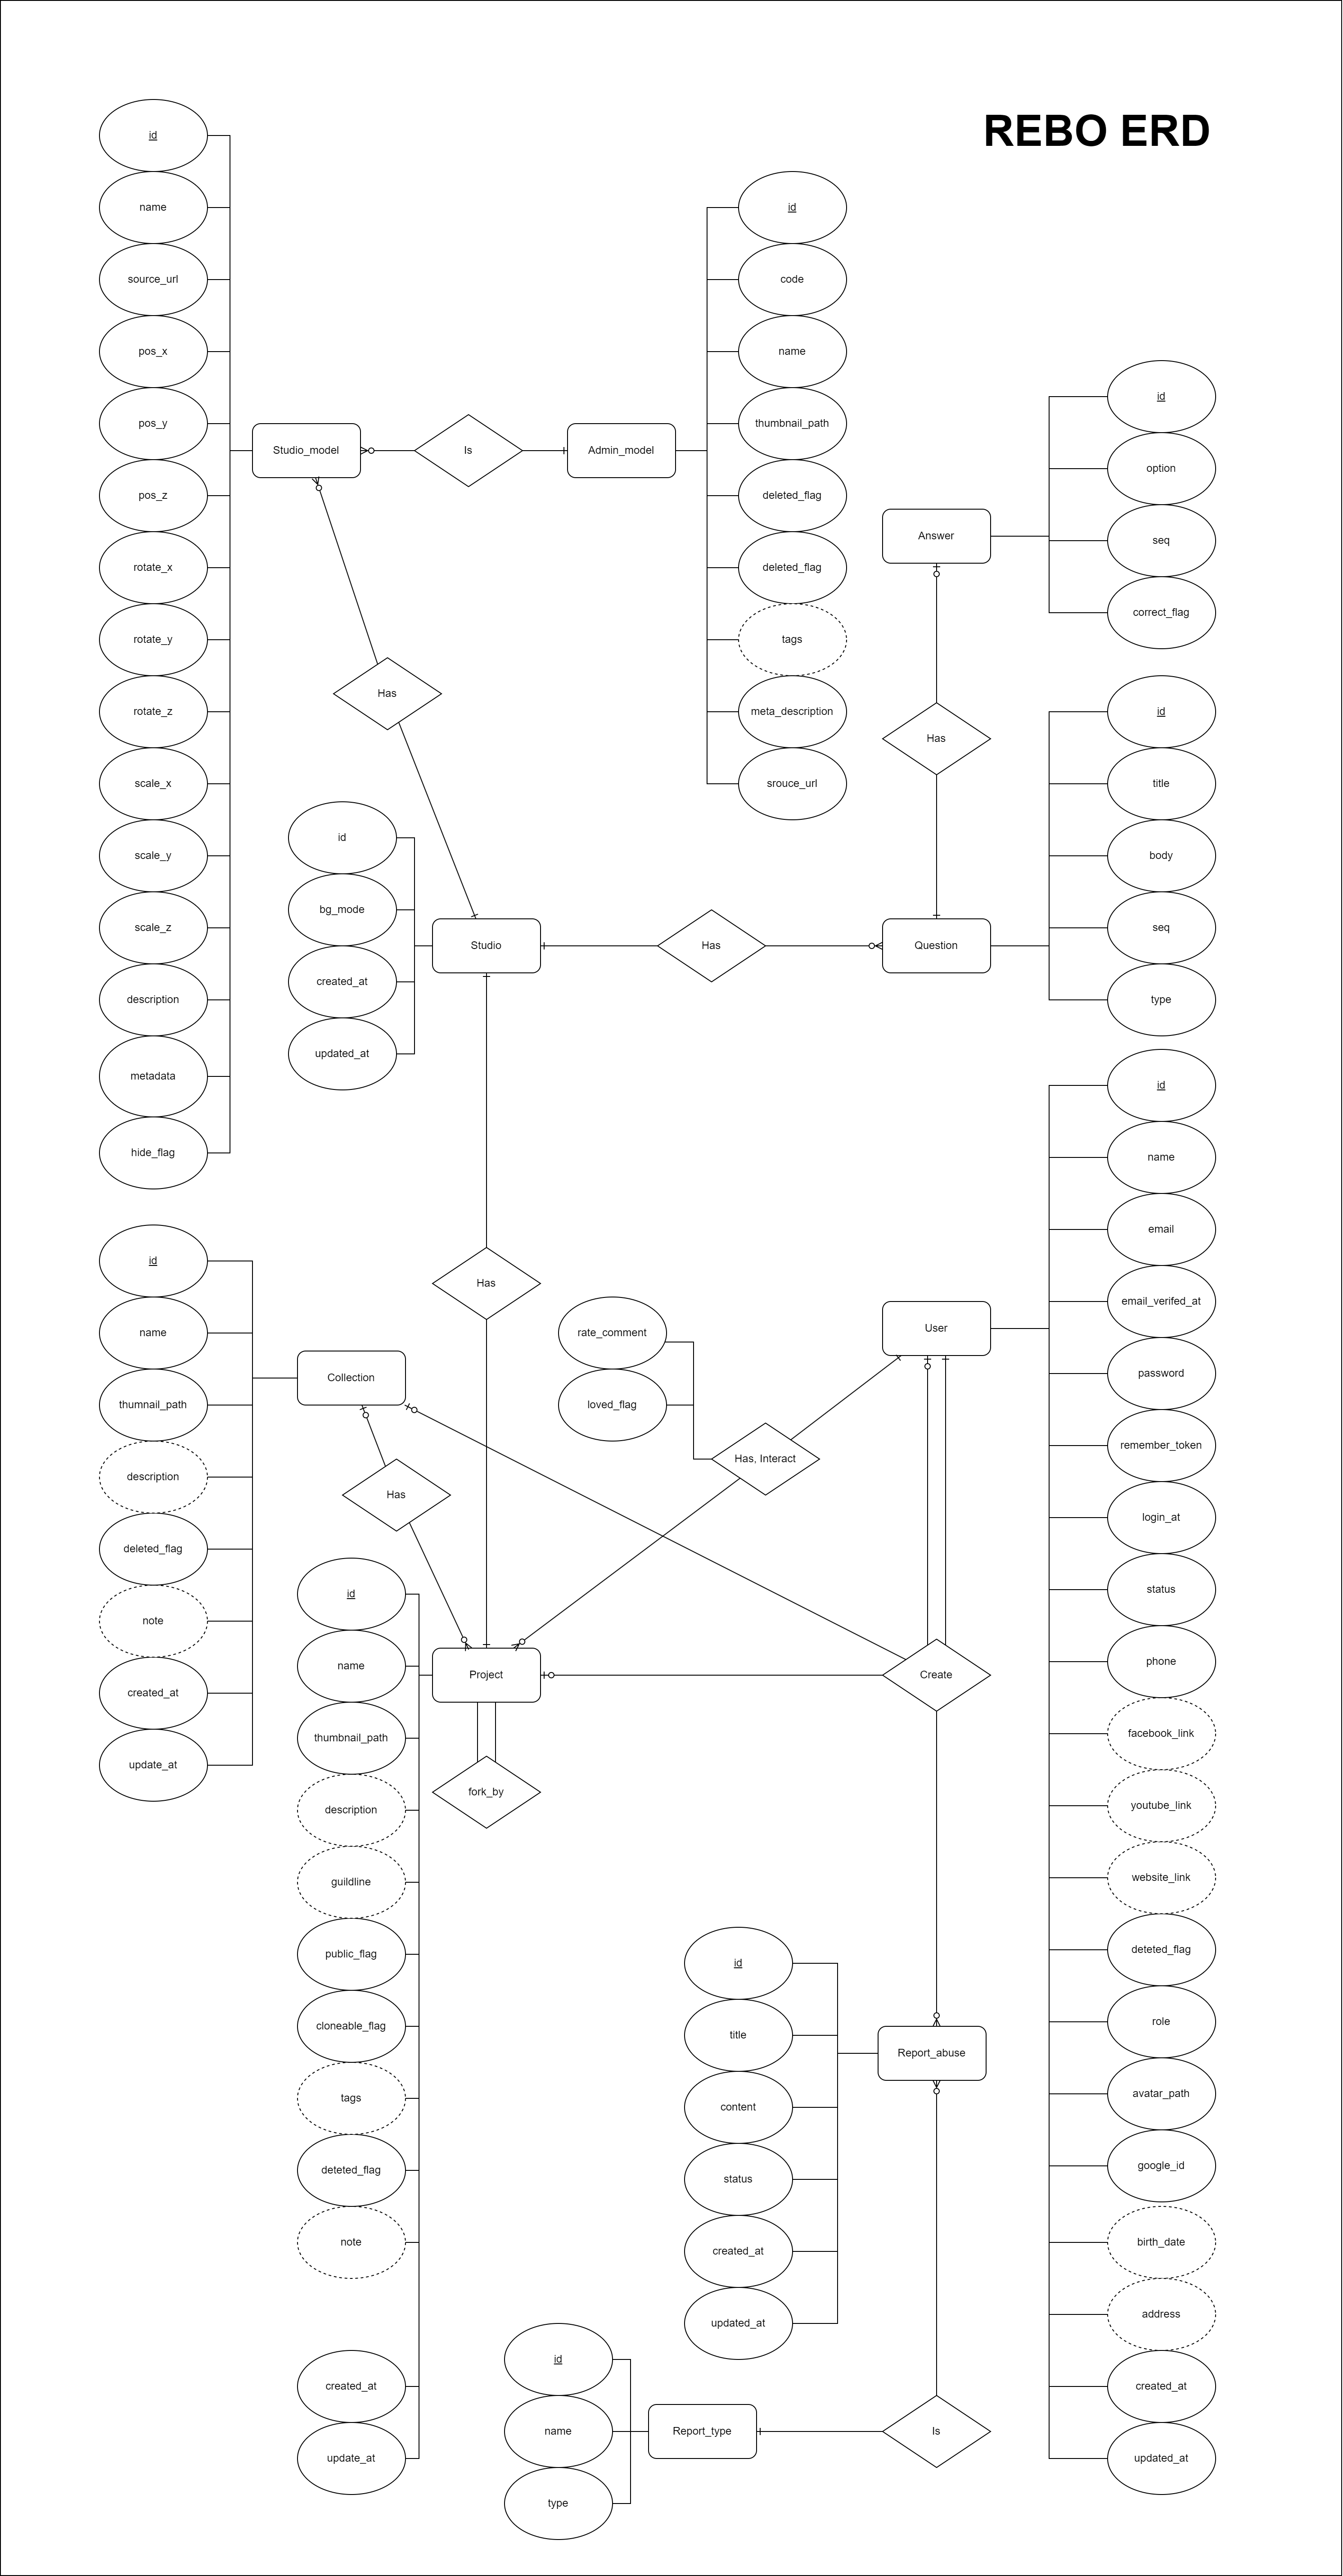 REBO ERD
id
name
source_url
pos_x
pos_y
pos_z
rotate_x
rotate_y
rotate_z
scale_x
scale_y
scale_z
description
metadata
hide_flag
Studio_model
Is
Admin_model
id
code
name
thumbnail_path
deleted_flag
deleted_flag
tags
meta_description
srouce_url
Answer
id
option
seq
correct_flag
Has
Has
id
title
body
seq
type
id
bg_mode
created_at
updated_at
Studio
Has
Question
Has
id
name
thumnail_path
description
deleted_flag
note
created_at
update_at
Collection
Has
rate_comment
loved_flag
Has, Interact
User
id
name
email
email_verifed_at
password
remember_token
login_at
status
phone
facebook_link
youtube_link
website_link
deteted_flag
role
avatar_path
google_id
birth_date
address
created_at
updated_at
id
name
thumbnail_path
description
guildline
public_flag
cloneable_flag
tags
deteted_flag
note
created_at
update_at
Project
Create
fork_by
id
title
content
status
created_at
updated_at
Report_abuse
id
name
type
Report_type
Is